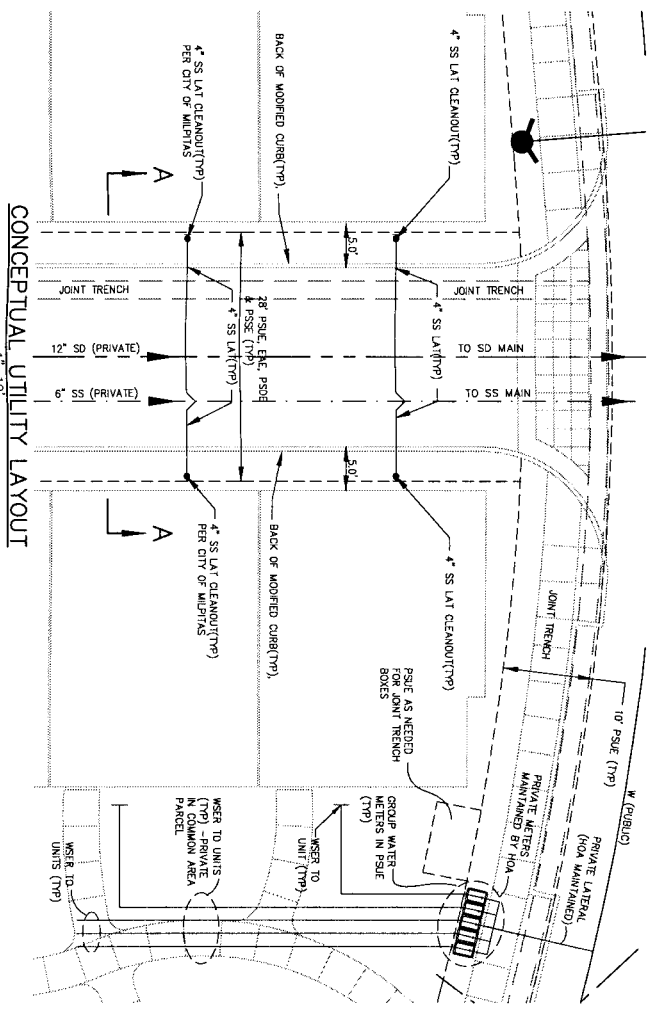 4" SS LAT CLEANOUT(TYP)
PER CITY OF MILPITAS
BACK OF MODIFIED CURB(TYP),
4" SS LAT CLEANOUT(TYP)
A
5.0'
JOINT TRENCH
JOINT TRENCH
4" SS LAT(TYP)
28' PSUE, EAE, PSDE
& PSSE (TYP)
4" SS LAT(TYP)
12" SD (PRIVATE)
TO SD MAIN
6" SS (PRIVATE)
TO SS MAIN
5.0'
A
4" SS LAT CLEANOUT(TYP)
PER CITY OF MILPITAS
BACK OF MODIFIED CURB(TYP),
4" SS LAT CLEANOUT(TYP)
JOINT TRENCH
10' PSUE (TYP)
W (PUBLIC)
PSUE AS NEEDED
FOR JOINT TRENCH
BOXES
PRIVATE METERS
MAINTAINED BY HOA
PRIVATE LATERAL
(HOA MAINTAINED)
GROUP WATER
METERS IN PSUE
(TYP)
WSER TO
UNIT (TYP)
WSER TO UNITS
(TYP) -PRIVATE
IN COMMON AREA
PARCEL
WSER TO
UNITS (TYP)
CONCEPTUAL UTILITY LAYOUT